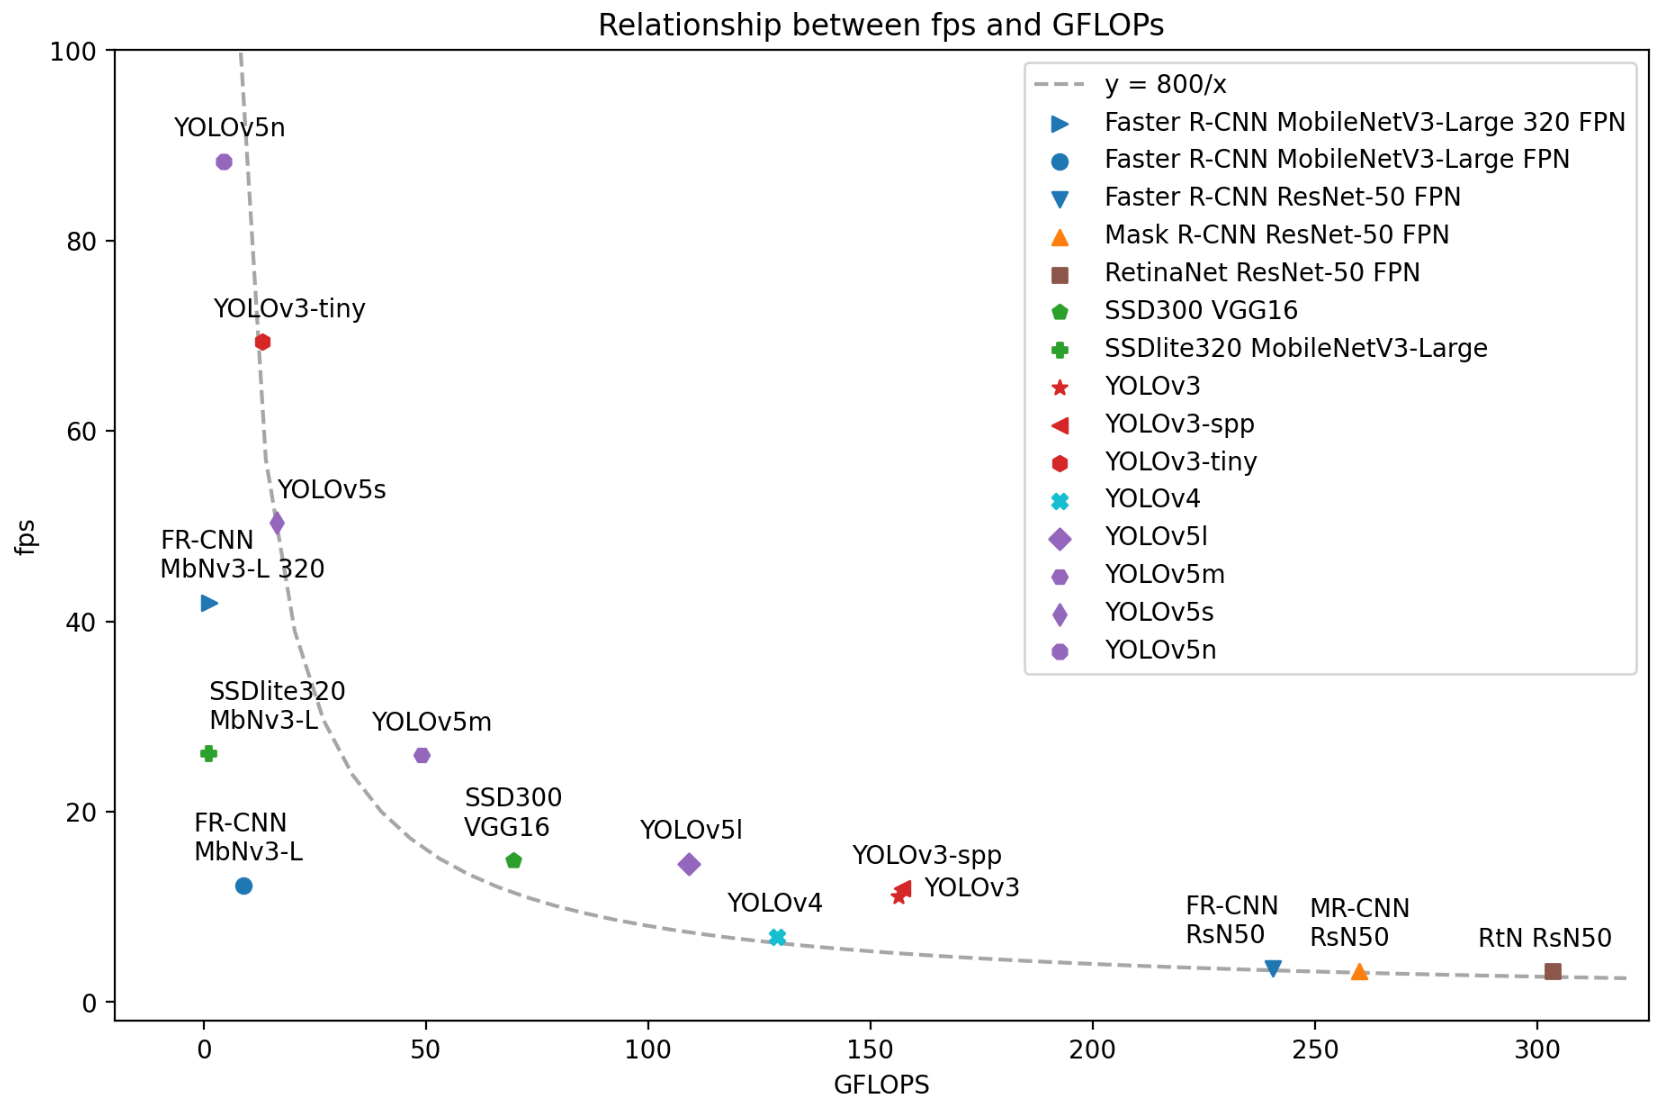 Relationship between fps and GFLOPs
100
80
60
40
20
0
fps
0
50
100
150
200
250
300
GFLOPS
YOLOv5n
YOLOv3-tiny
YOLOv5s
FR-CNN
MbNv3-L 320
SSDlite320
MbNv3-L
YOLOv5m
FR-CNN
MbNv3-L
SSD300
VGG16
YOLOv5l
YOLOv4
YOLOv3-spp
YOLOv3
FR-CNN
RsN50
MR-CNN
RsN50
RtN RsN50
y = 800/x
Faster R-CNN MobileNetV3-Large 320 FPN
Faster R-CNN MobileNetV3-Large FPN
Faster R-CNN ResNet-50 FPN
Mask R-CNN ResNet-50 FPN
RetinaNet ResNet-50 FPN
SSD300 VGG16
SSDlite320 MobileNetV3-Large
YOLOv3
YOLOv3-spp
YOLOv3-tiny
YOLOv4
YOLOv5l
YOLOv5m
YOLOv5s
YOLOv5n